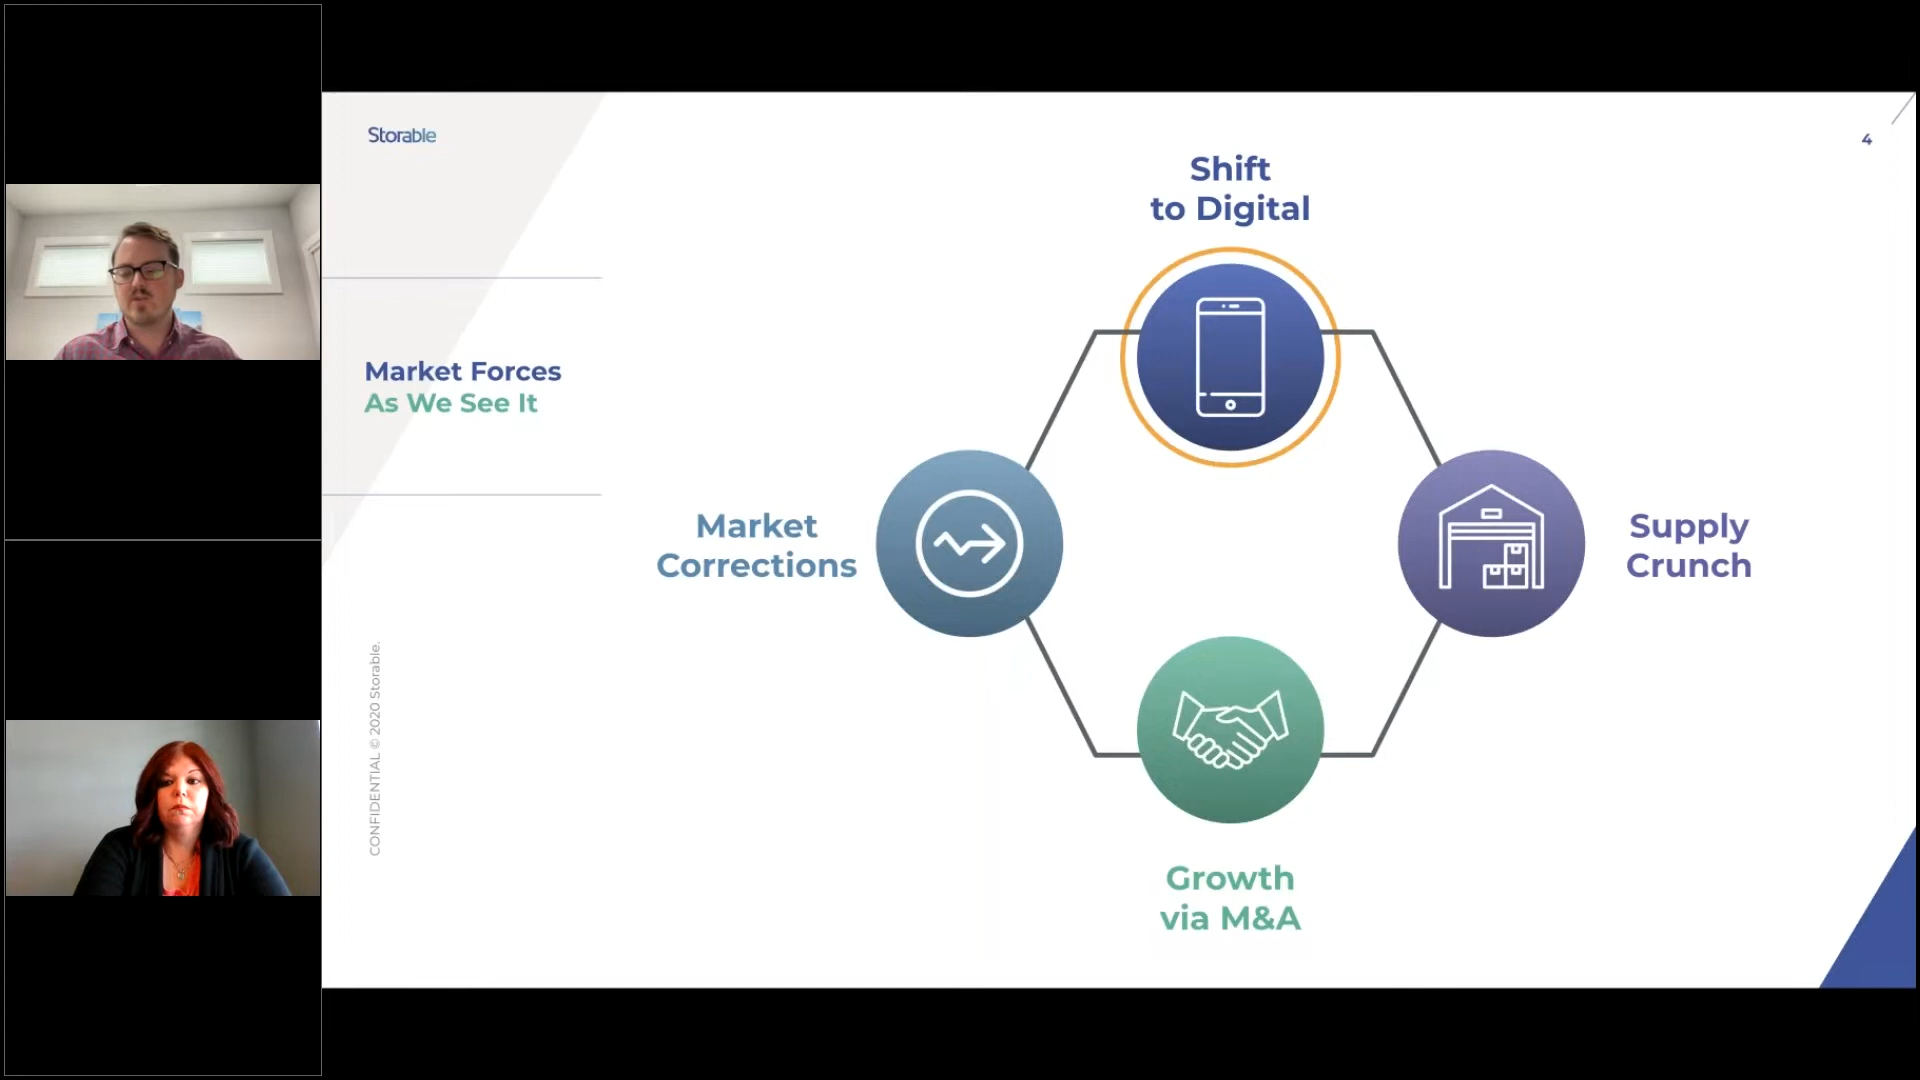 Storable
4
Market Forces
As We See It
Shift
to Digital
Market
Corrections
Supply
Crunch
Growth
via M&A
CONFIDENTIAL © 2020 Storable.